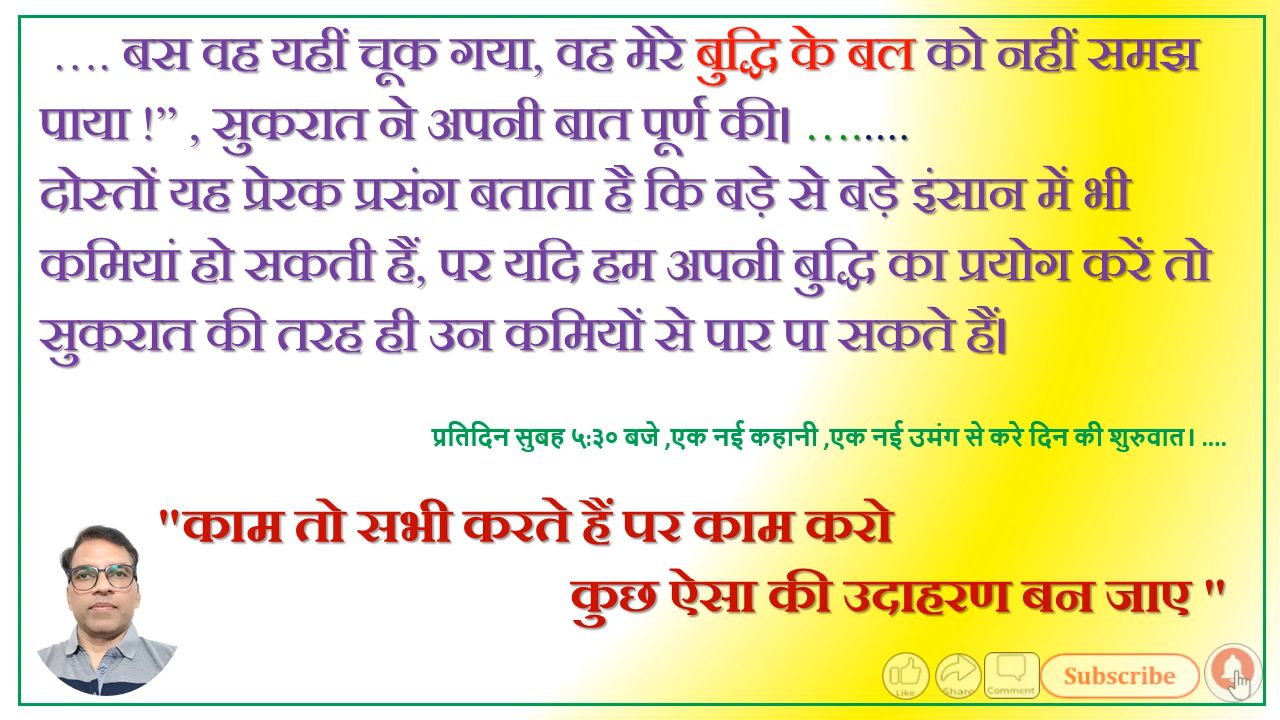 …. बस वह यहीं चूक गया, वह मेरे बुद्धि के बल को नहीं समझ
पाया !” , सुकरात ने अपनी बात पूर्ण की। ….…....
दोस्तों यह प्रेरक प्रसंग बताता है कि बड़े से बड़े इंसान में भी
कमियां हो सकती हैं, पर यदि हम अपनी बुद्धि का प्रयोग करें तो
सुकरात की तरह ही उन कमियों से पार पा सकते हैं।
प्रतिदिन सुबह ५:३० बजे ,एक नई कहानी ,एक नई उमंग से करे दिन की शुरुवात। ....
"काम तो सभी करते हैं पर काम करो
कुछ ऐसा की उदाहरण बन जाए "
Like Share Comment Subscribe